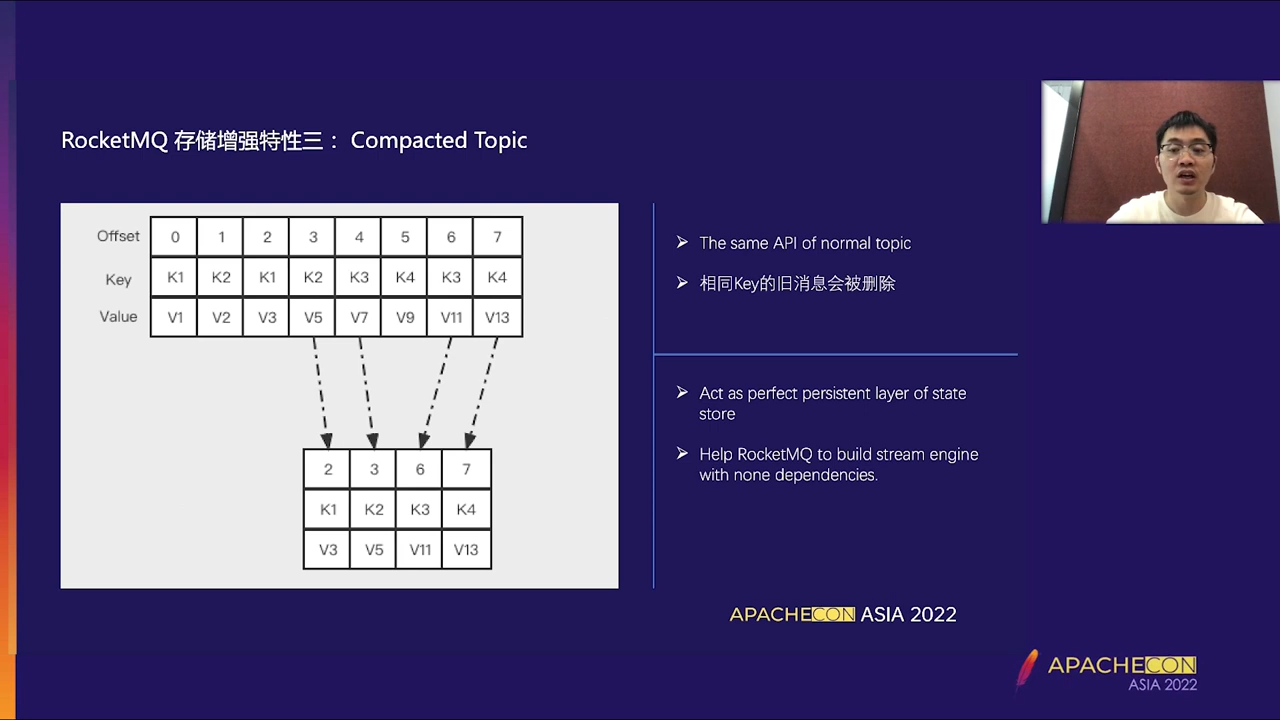 RocketMQ 存储增强特性三： Compacted Topic
Offset 0 1 2 3 4 5 6 7
Key K1 K2 K1 K2 K3 K4 K3 K4
Value V1 V2 V3 V5 V7 V9 V11 V13
2 3 6 7
K1 K2 K3 K4
V3 V5 V11 V13
The same API of normal topic
相同Key的旧消息会被删除
Act as perfect persistent layer of state
store
Help RocketMQ to build stream engine
with none dependencies.
APACHECON ASIA 2022
APACHECON
ASIA 2022